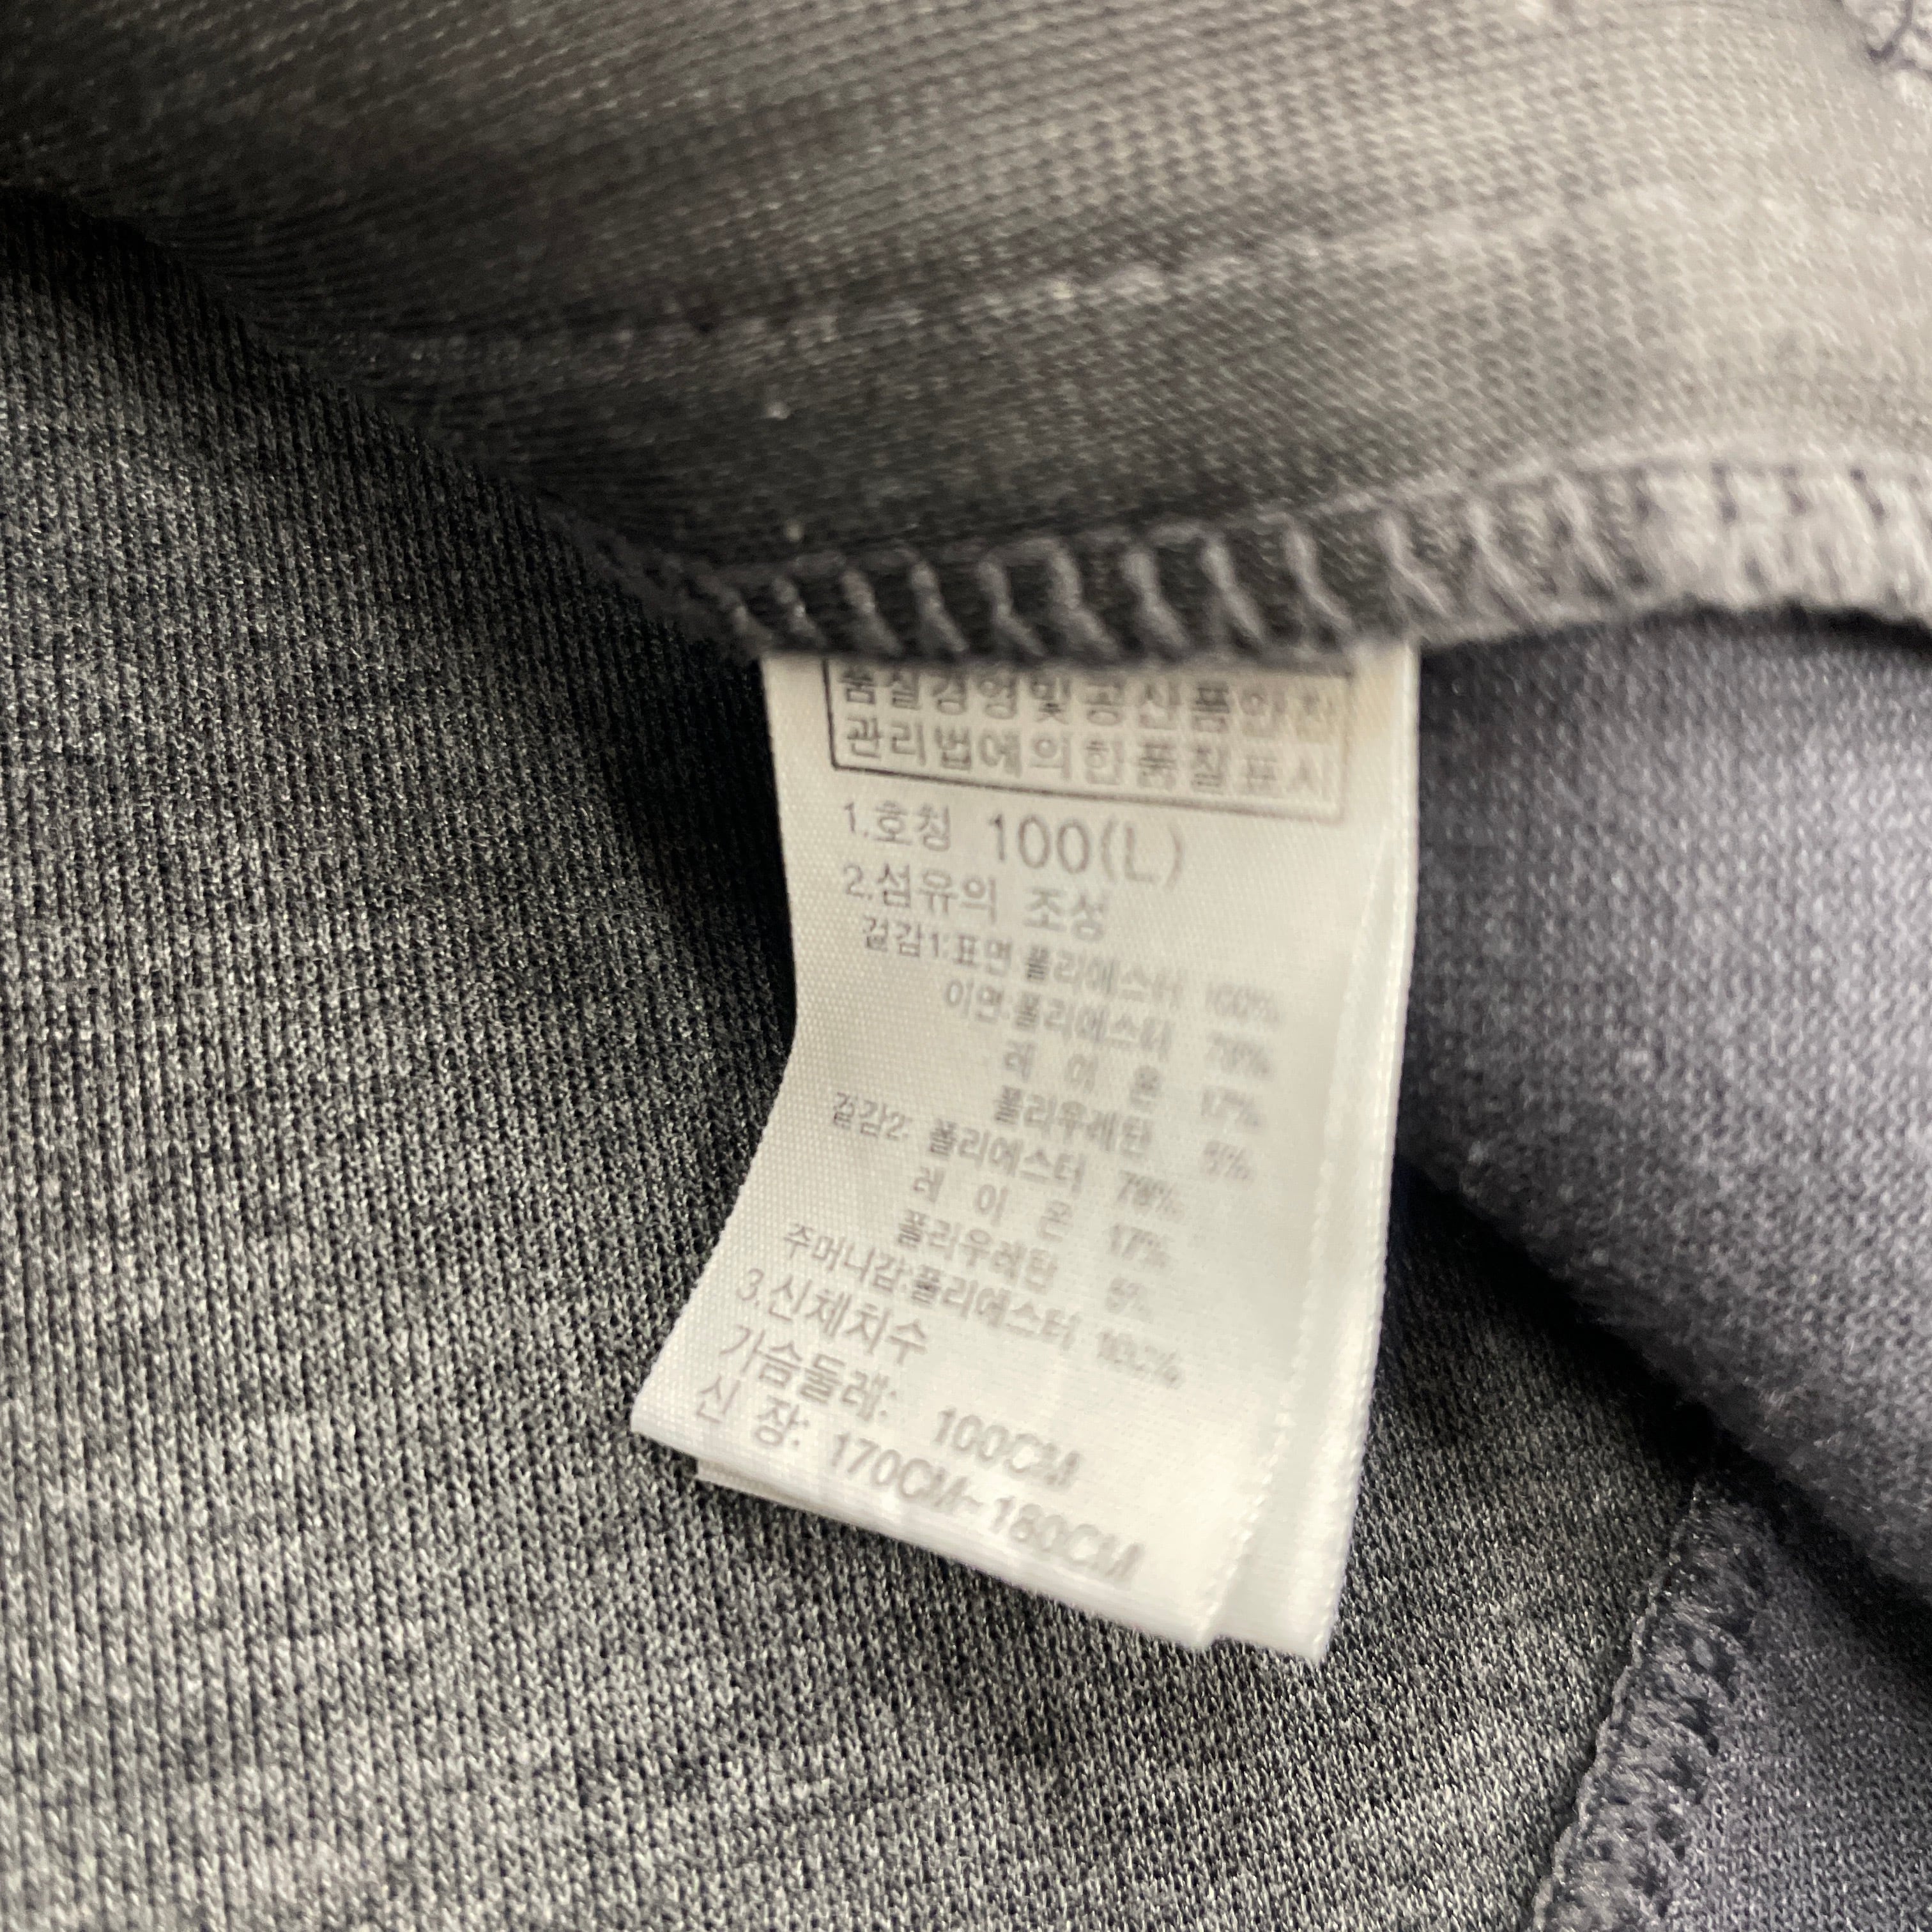 품질경영및공산품안전
관리법에의한품질표시
1.호칭 100(L)
2.섬유의 조성
겉감1:표면 폴리에스터 100%
이면:폴리에스터 78%
레 이 온 17%
폴리우레탄 5%
겉감2: 폴리에스터 78%
레 이 온 17%
폴리우레탄 5%
주머니감:폴리에스터 100%
3.신체치수
가슴둘레: 100CM
신 장: 170CM~180CM